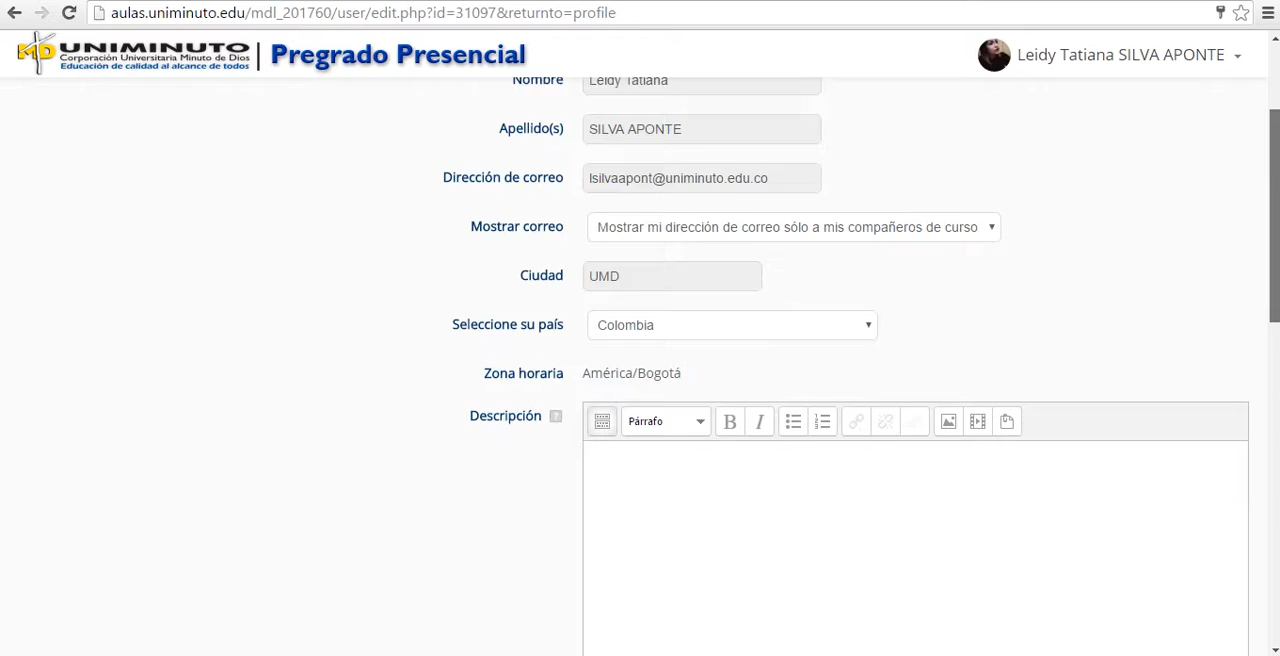 aulas.uniminuto.edu/mdl_201760/user/edit.php?id=31097&returnto=profile
UNIMINUTO
Corporación Universitaria Minuto de Dios
Educación de calidad al alcance de todos
Pregrado Presencial
Leidy Tatiana SILVA APONTE
Nombre
Leidy Tatiana
Apellido(s)
SILVA APONTE
Dirección de correo
lsilvaapont@uniminuto.edu.co
Mostrar correo
Mostrar mi dirección de correo sólo a mis compañeros de curso
Ciudad
UMD
Seleccione su país
Colombia
Zona horaria
América/Bogotá
Descripción
Párrafo
B I